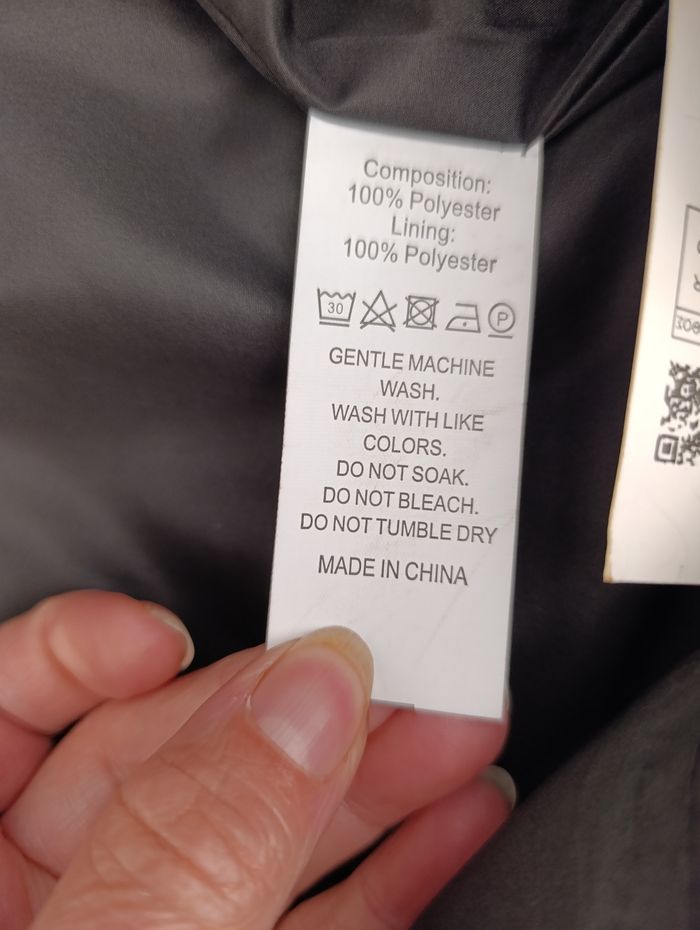 Composition:
100% Polyester
Lining:
100% Polyester
30
P
GENTLE MACHINE
WASH.
WASH WITH LIKE
COLORS.
DO NOT SOAK.
DO NOT BLEACH.
DO NOT TUMBLE DRY
MADE IN CHINA